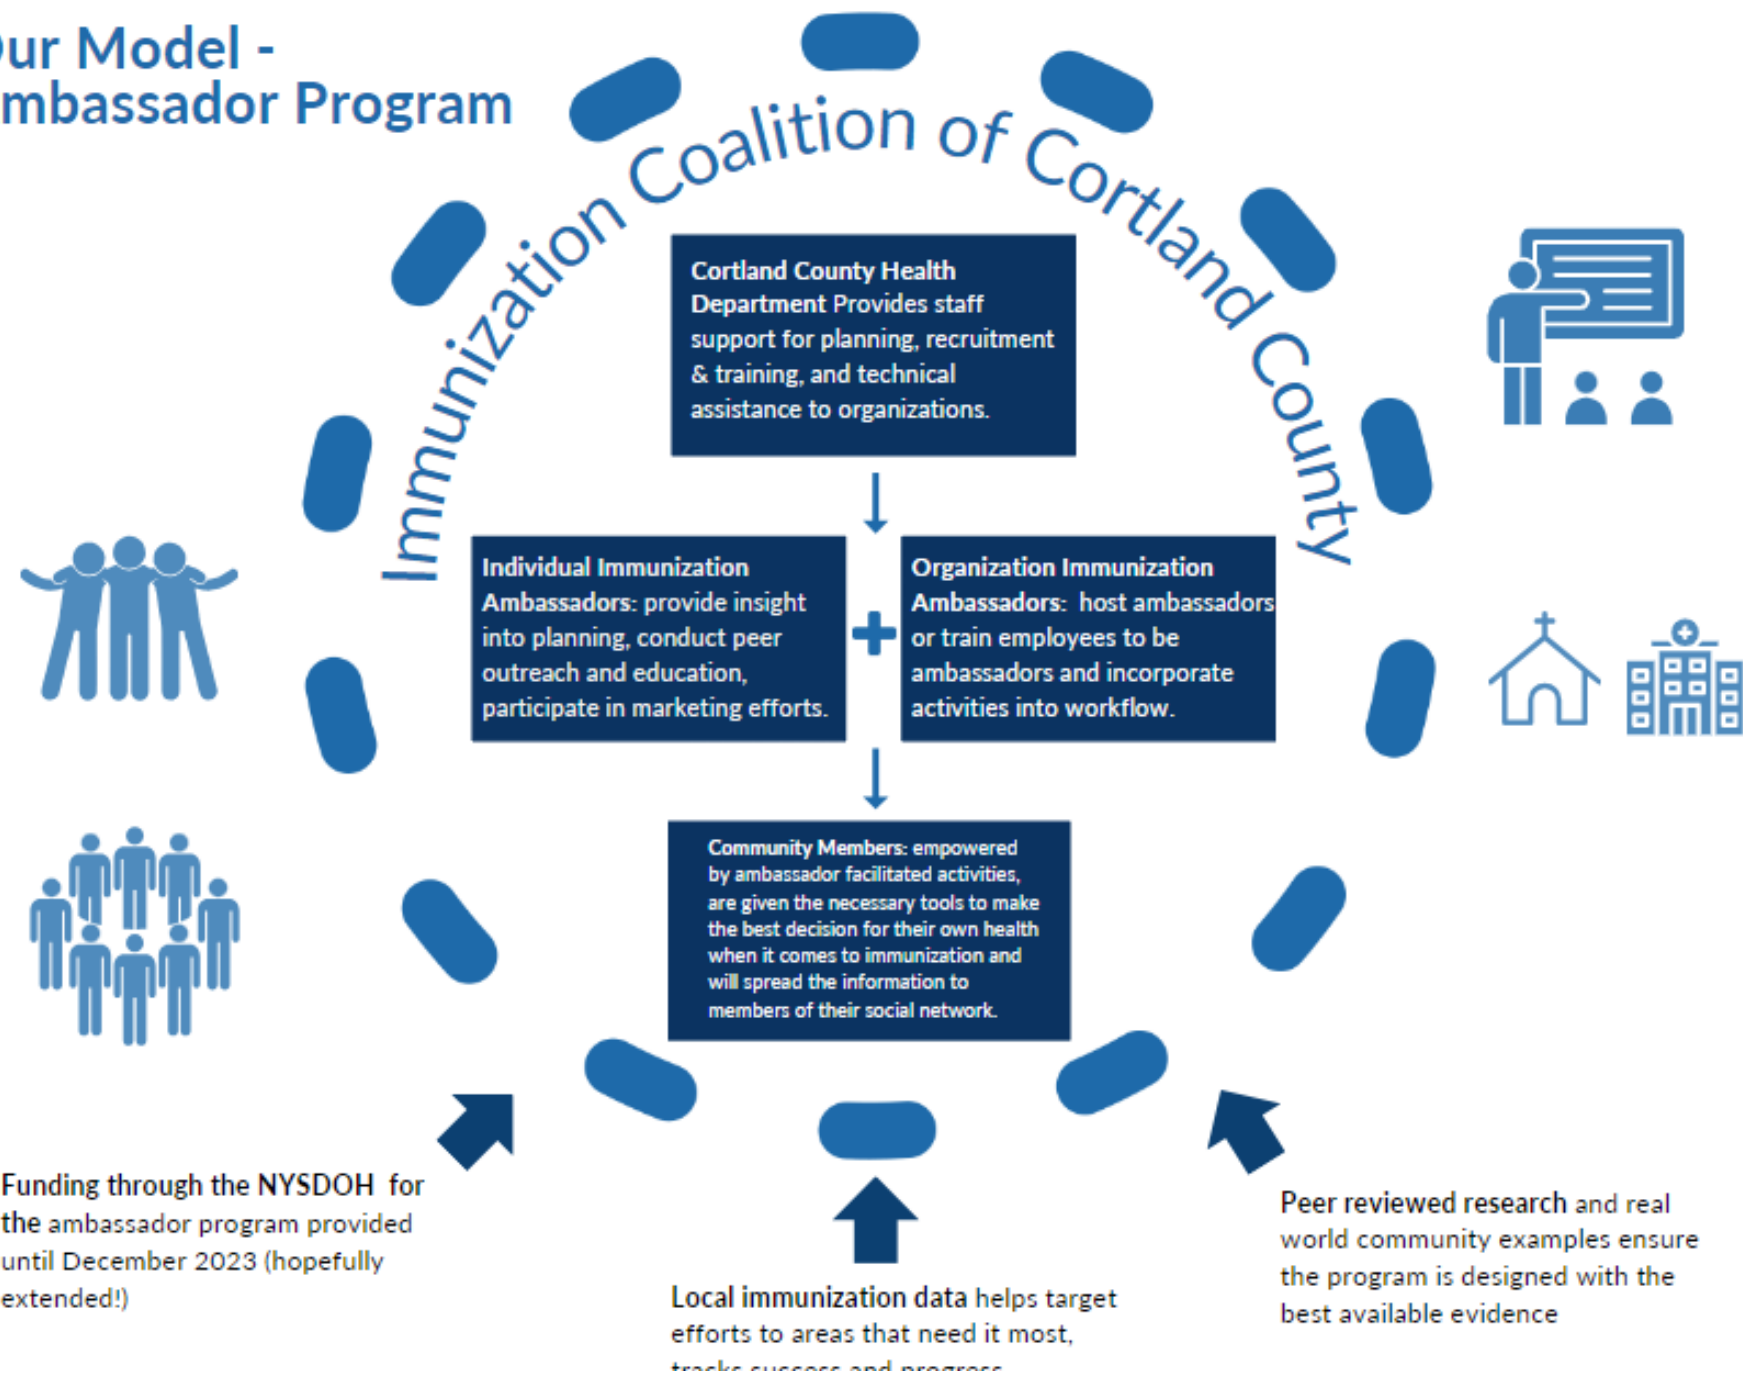 ur Model -
mbassador Program
Immunization Coalition of Cortland County
Cortland County Health
Department Provides staff
support for planning, recruitment
& training, and technical
assistance to organizations.
Individual Immunization
Ambassadors: provide insight
into planning, conduct peer
outreach and education,
participate in marketing efforts.
Organization Immunization
Ambassadors: host ambassadors
or train employees to be
ambassadors and incorporate
activities into workflow.
Community Members: empowered
by ambassador facilitated activities,
are given the necessary tools to make
the best decision for their own health
when it comes to immunization and
will spread the information to
members of their social network.
Funding through the NYSDOH for
the ambassador program provided
until December 2023 (hopefully
extended!)
Local immunization data helps target
efforts to areas that need it most,
tracks success and progress
Peer reviewed research and real
world community examples ensure
the program is designed with the
best available evidence